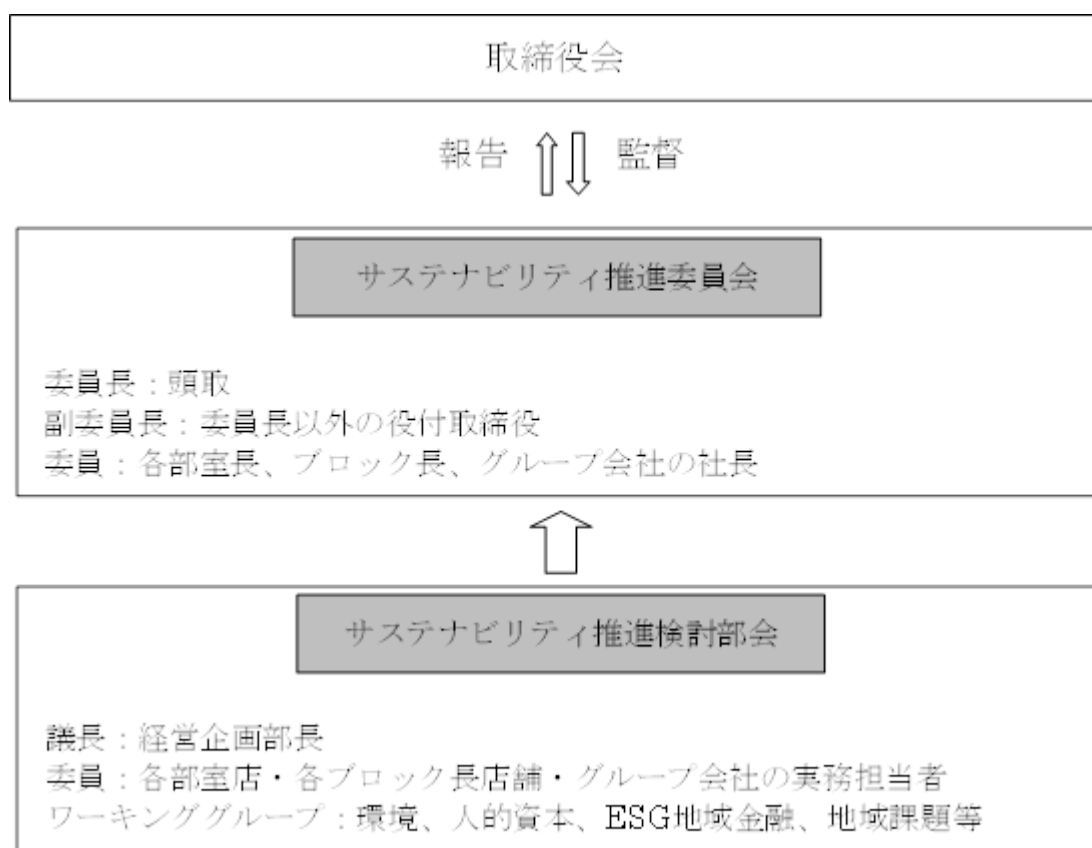 取締役会
報告 監督
サステナビリティ推進委員会
委員長：頭取
副委員長：委員長以外の役付取締役
委員：各部室長、ブロック長、グループ会社の社長
サステナビリティ推進検討部会
議長：経営企画部長
委員：各部室店・各ブロック長店舗・グループ会社の実務担当者
ワーキンググループ：環境、人的資本、ESG地域金融、地域課題等